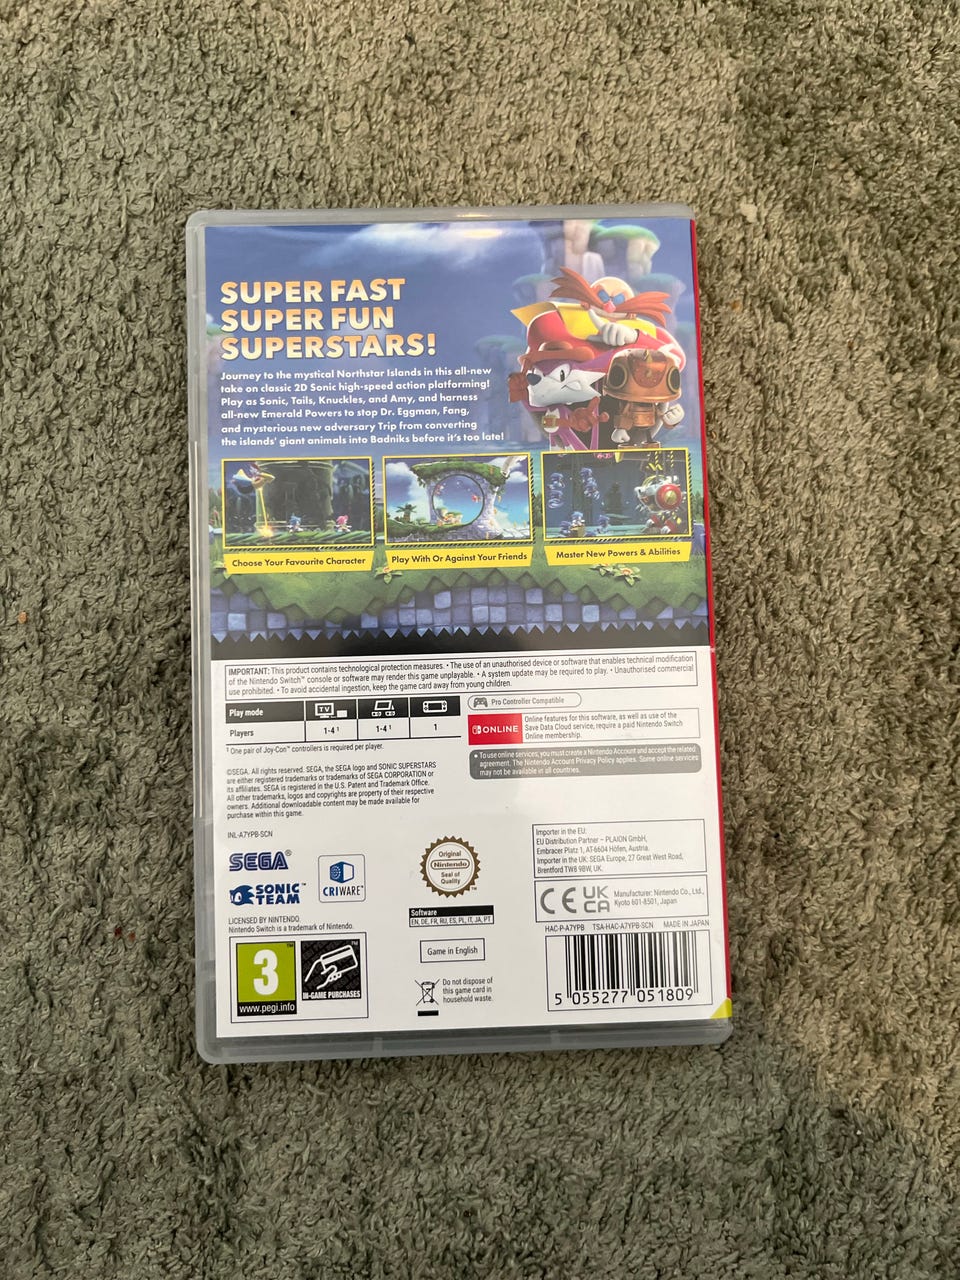 SUPER FAST
SUPER FUN
SUPERSTARS!
Journey to the mystical Northstar Islands in this all-new
take on classic 2D Sonic high-speed action platforming!
Play as Sonic, Tails, Knuckles, and Amy, and harness
all-new Emerald Powers to stop Dr. Eggman, Fang,
and mysterious new adversary Trip from converting
the islands' giant animals into Badniks before it's too late!
Choose Your Favourite Character
Play With Or Against Your Friends
Master New Powers & Abilities
IMPORTANT: This product contains technological protection measures. • The use of an unauthorised device or software that enables technical modification
of the Nintendo Switch™ console or software may render this game unplayable. • A system update may be required to play. • Unauthorised commercial
use prohibited. • To avoid accidental ingestion, keep the game card away from young children.
Play mode
TV
Players
1-4¹
1-4¹
1
¹ One pair of Joy-Con™ controllers is required per player.
Pro Controller Compatible
ONLINE
Online features for this software, as well as use of the
Save Data Cloud service, require a paid Nintendo Switch
Online membership.
• To use online services, you must create a Nintendo Account and accept the related
agreement. The Nintendo Account Privacy Policy applies. Some online services
may not be available in all countries.
©SEGA. All rights reserved. SEGA, the SEGA logo and SONIC SUPERSTARS
are either registered trademarks or trademarks of SEGA CORPORATION or
its affiliates. SEGA is registered in the U.S. Patent and Trademark Office.
All other trademarks, logos and copyrights are property of their respective
owners. Additional downloadable content may be made available for
purchase within this game.
INL-A7YPB-SCN
SEGA®
SONIC
TEAM™
CRIWARE™
LICENSED BY NINTENDO.
Nintendo Switch is a trademark of Nintendo.
3™
www.pegi.info
™
IN-GAME PURCHASES
Original
Nintendo
Seal of
Quality
™
Software
EN, DE, FR, RU, ES, PL, IT, JA, PT
Game in English
Do not dispose of
this game card in
household waste.
Importer in the EU:
EU Distribution Partner – PLAION GmbH,
Embracer Platz 1, AT-6604 Höfen, Austria.
Importer in the UK: SEGA Europe, 27 Great West Road,
Brentford TW8 9BW, UK.
CE UK
CA
Manufacturer: Nintendo Co., Ltd.,
Kyoto 601-8501, Japan
HAC-P-A7YPB TSA-HAC-A7YPB-SCN MADE IN JAPAN
5 055277 051809